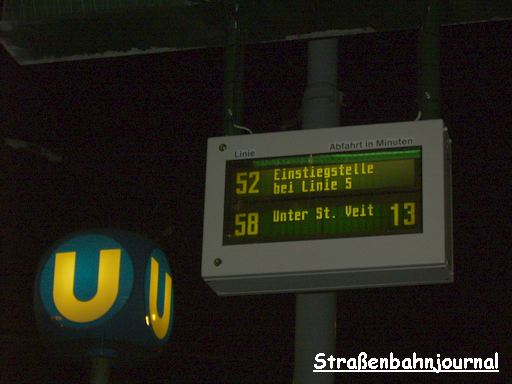 Linie Abfahrt in Minuten
52 Einstiegstelle
bei Linie 5
58 Unter St. Veit 13
U U
Straßenbahnjournal